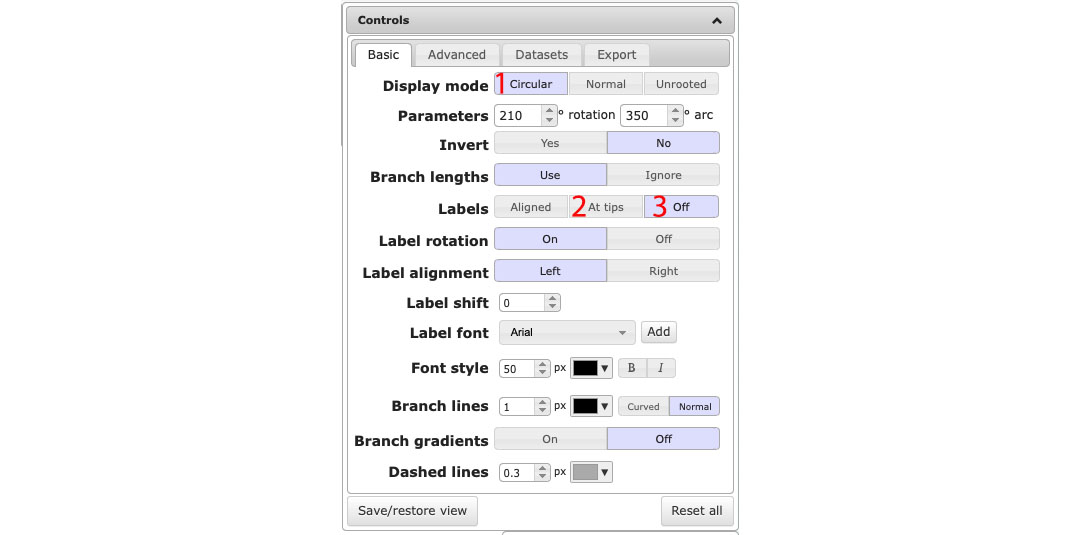 Controls
Basic Advanced Datasets Export
Display mode 1 Circular Normal Unrooted
Parameters 210 ° rotation 350 ° arc
Invert Yes No
Branch lengths Use Ignore
Labels Aligned 2 At tips 3 Off
Label rotation On Off
Label alignment Left Right
Label shift 0
Label font Arial Add
Font style 50 px B I
Branch lines 1 px Curved Normal
Branch gradients On Off
Dashed lines 0.3 px
Save/restore view Reset all